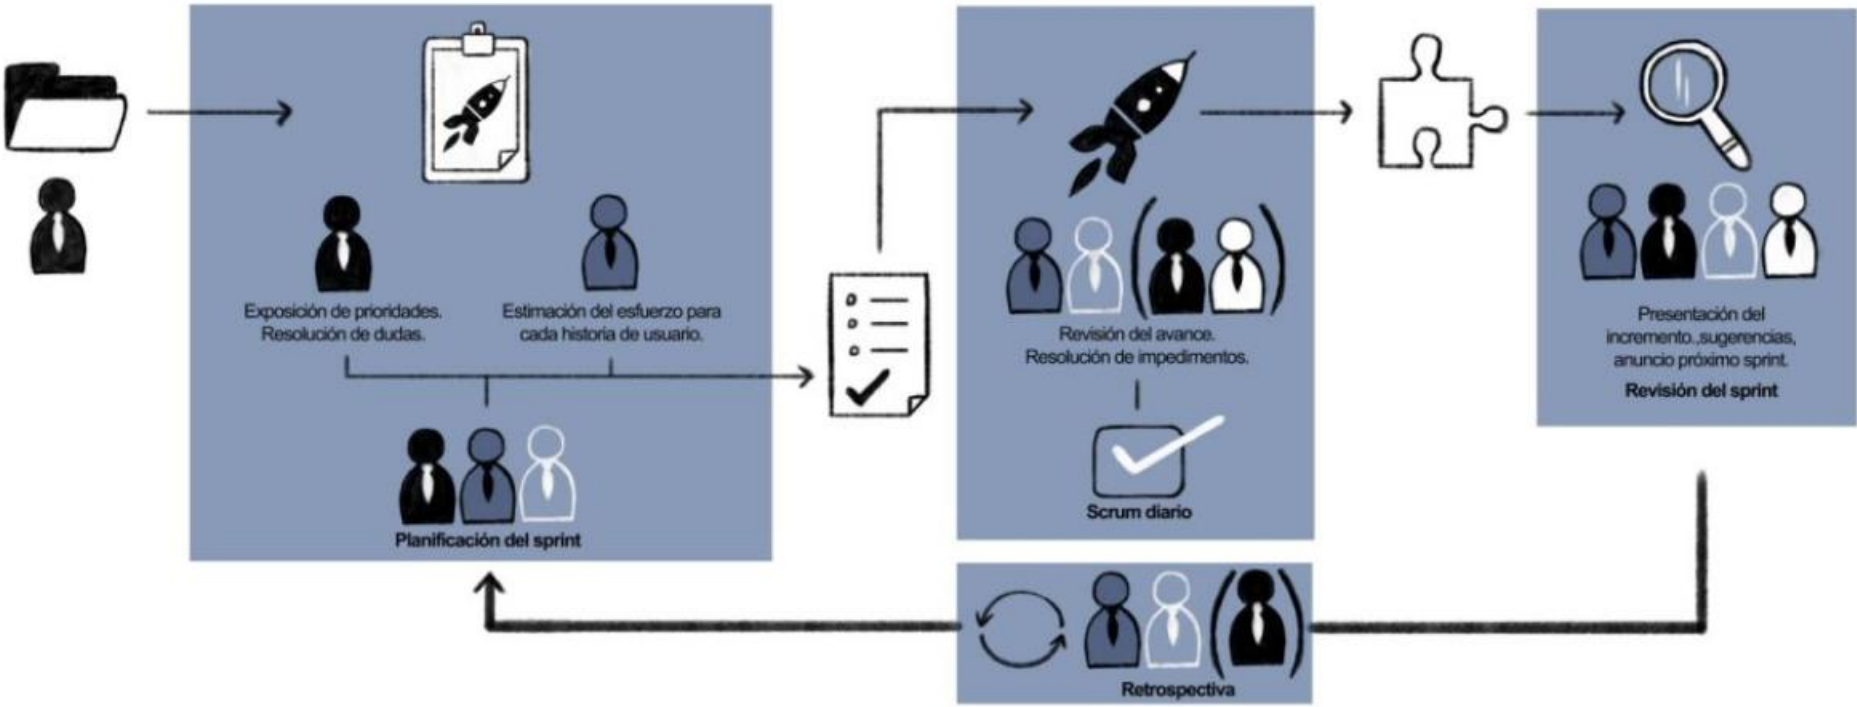 Exposición de prioridades.
Resolución de dudas.
Estimación del esfuerzo para
cada historia de usuario.
Planificación del sprint
Revisión del avance.
Resolución de impedimentos.
Scrum diario
Presentación del
incremento.,sugerencias,
anuncio próximo sprint.
Revisión del sprint
Retrospectiva